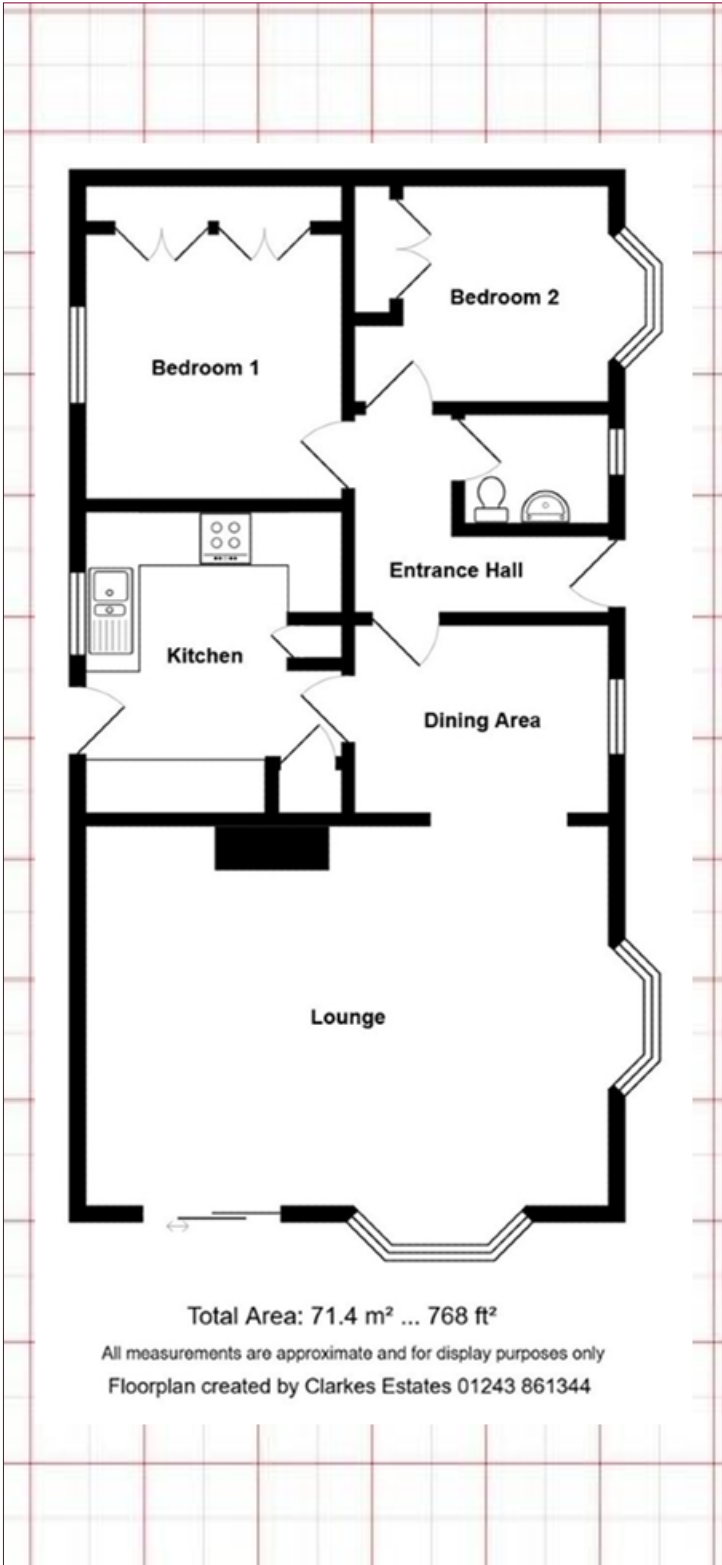 Bedroom 2
Bedroom 1
Entrance Hall
Kitchen
Dining Area
Lounge
Total Area: 71.4 m² ... 768 ft²
All measurements are approximate and for display purposes only
Floorplan created by Clarkes Estates 01243 861344